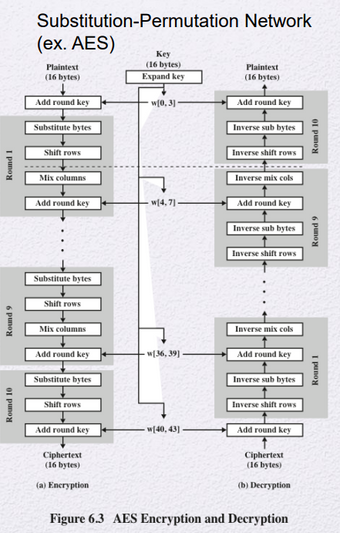 Substitution-Permutation Network
(ex. AES)
Plaintext
(16 bytes)
Key
(16 bytes)
Plaintext
(16 bytes)
Expand key
Add round key
w[0, 3]
Add round key
Round 1
Substitute bytes
Shift rows
Mix columns
Add round key
w[4, 7]
Round 10
Inverse sub bytes
Inverse shift rows
Inverse mix cols
Add round key
Round 9
Inverse sub bytes
Inverse shift rows
Round 9
Substitute bytes
Shift rows
Mix columns
Add round key
w[36, 39]
Inverse mix cols
Add round key
Round 1
Inverse sub bytes
Inverse shift rows
Round 10
Substitute bytes
Shift rows
Add round key
w[40, 43]
Add round key
Ciphertext
(16 bytes)
Ciphertext
(16 bytes)
(a) Encryption
(b) Decryption
Figure 6.3 AES Encryption and Decryption